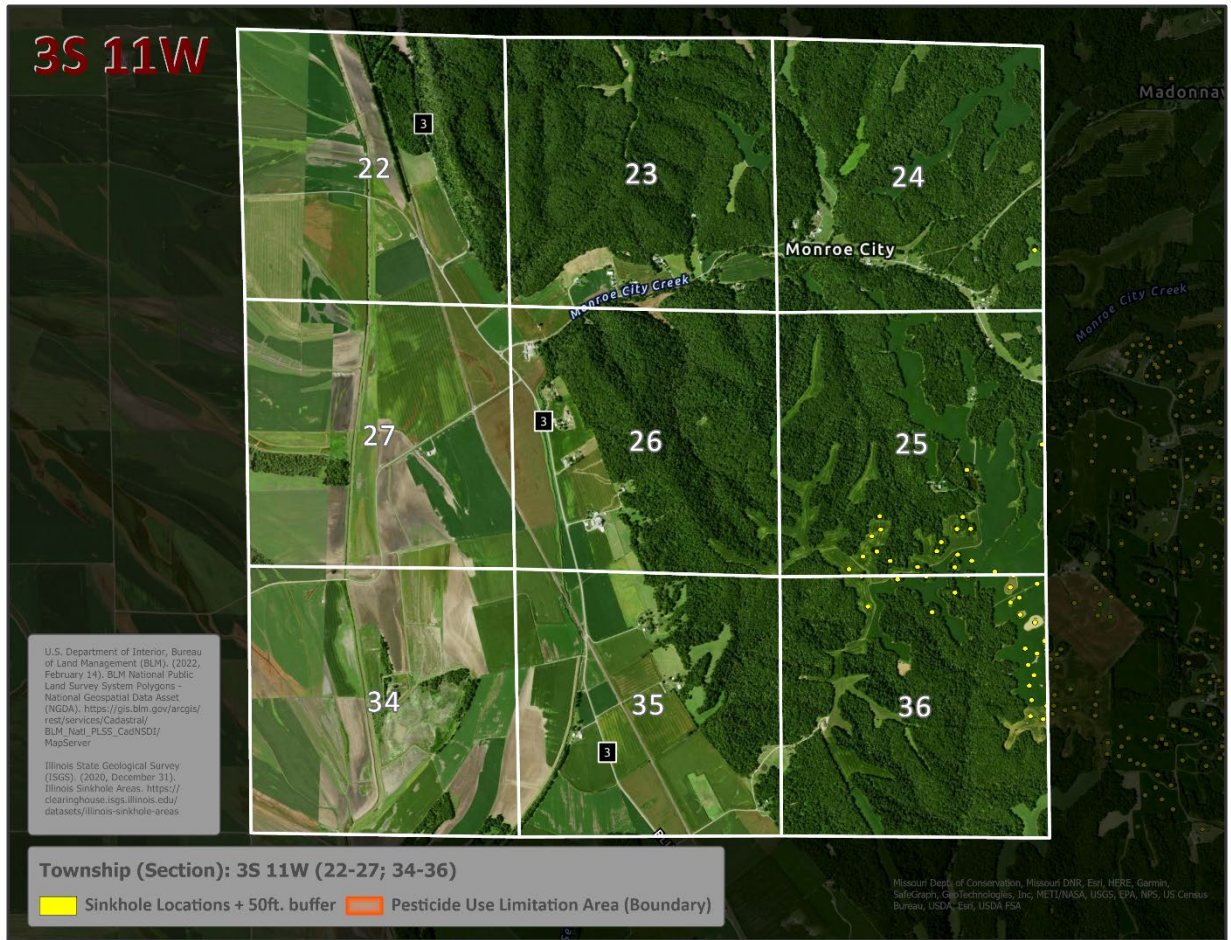 3S 11W
Madonnav
3
22
23
24
Monroe City
Monroe City Creek
Monroe City Creek
3
27
26
25
34
35
36
3
U.S. Department of Interior, Bureau
of Land Management (BLM). (2022,
February 14). BLM National Public
Land Survey System Polygons -
National Geospatial Data Asset
(NGDA). https://gis.blm.gov/arcgis/
rest/services/Cadastral/
BLM_Natl_PLSS_CadNSDI/
MapServer
Illinois State Geological Survey
(ISGS). (2020, December 31).
Illinois Sinkhole Areas. https://
clearinghouse.isgs.illinois.edu/
datasets/illinois-sinkhole-areas
Township (Section): 3S 11W (22-27; 34-36)
Sinkhole Locations + 50ft. buffer Pesticide Use Limitation Area (Boundary)
Missouri Dept. of Conservation, Missouri DNR, Esri, HERE, Garmin,
SafeGraph, GeoTechnologies, Inc, METI/NASA, USGS, EPA, NPS, US Census
Bureau, USDA, Esri, USDA FSA